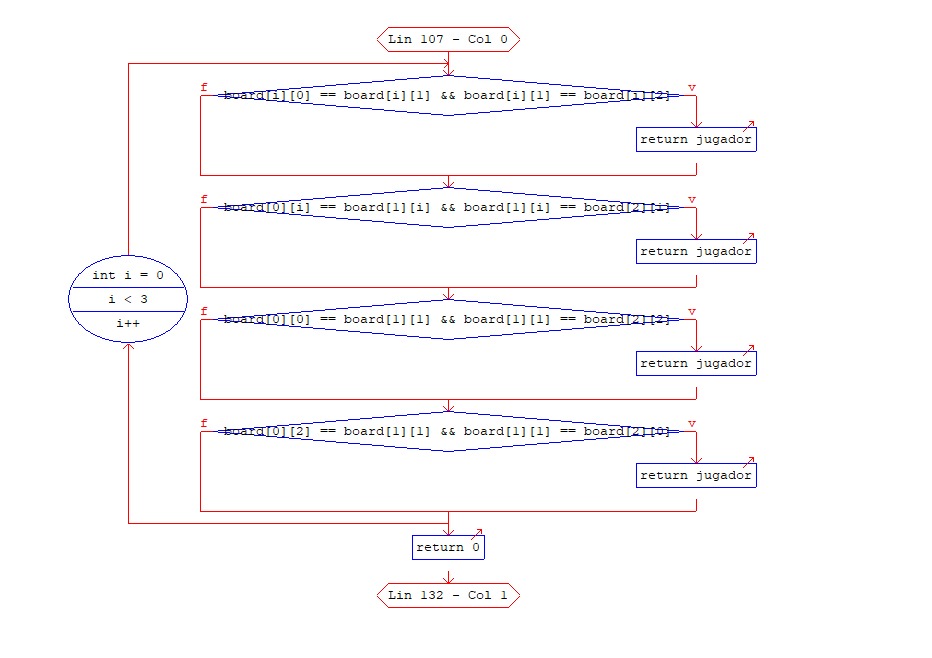 Lin 107 - Col 0
f
board[i][0] == board[i][1] && board[i][1] == board[i][2]
v
return jugador
f
board[0][i] == board[1][i] && board[1][i] == board[2][i]
v
return jugador
int i = 0
i < 3
i++
f
board[0][0] == board[1][1] && board[1][1] == board[2][2]
v
return jugador
f
board[0][2] == board[1][1] && board[1][1] == board[2][0]
v
return jugador
return 0
Lin 132 - Col 1